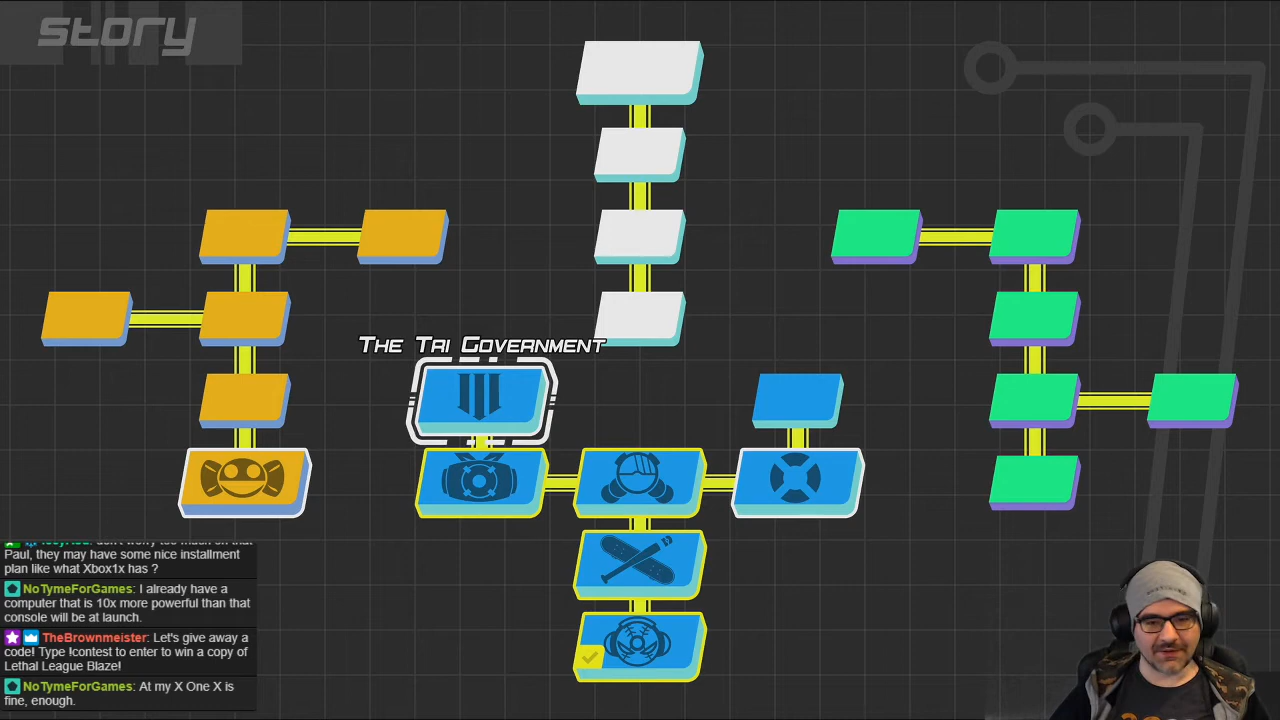 story
The Tri Government
Paul, they may have some nice installment
plan like what Xbox1x has ?
NoTymeForGames: I already have a
computer that is 10x more powerful than that
console will be at launch.
TheBrownmeister: Let's give away a
code! Type !contest to enter to win a copy of
Lethal League Blaze!
NoTymeForGames: At my X One X is
fine, enough.